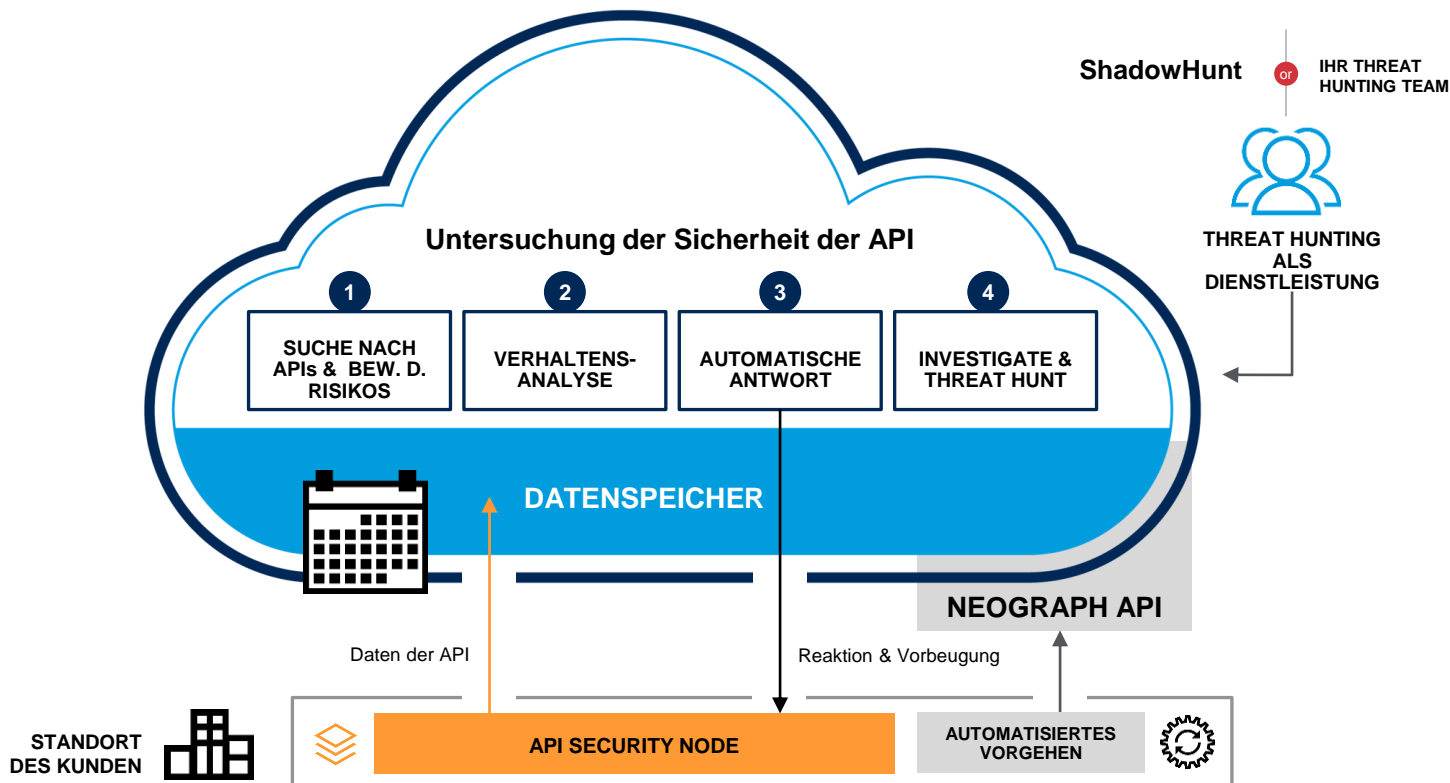 ShadowHunt
or
IHR THREAT
HUNTING TEAM
THREAT HUNTING
ALS
DIENSTLEISTUNG
Untersuchung der Sicherheit der API
1
SUCHE NACH
APIs & BEW. D.
RISIKOS
2
VERHALTENS-
ANALYSE
3
AUTOMATISCHE
ANTWORT
4
INVESTIGATE &
THREAT HUNT
DATENSPEICHER
NEOGRAPH API
Daten der API
Reaktion & Vorbeugung
STANDORT
DES KUNDEN
API SECURITY NODE
AUTOMATISIERTES
VORGEHEN